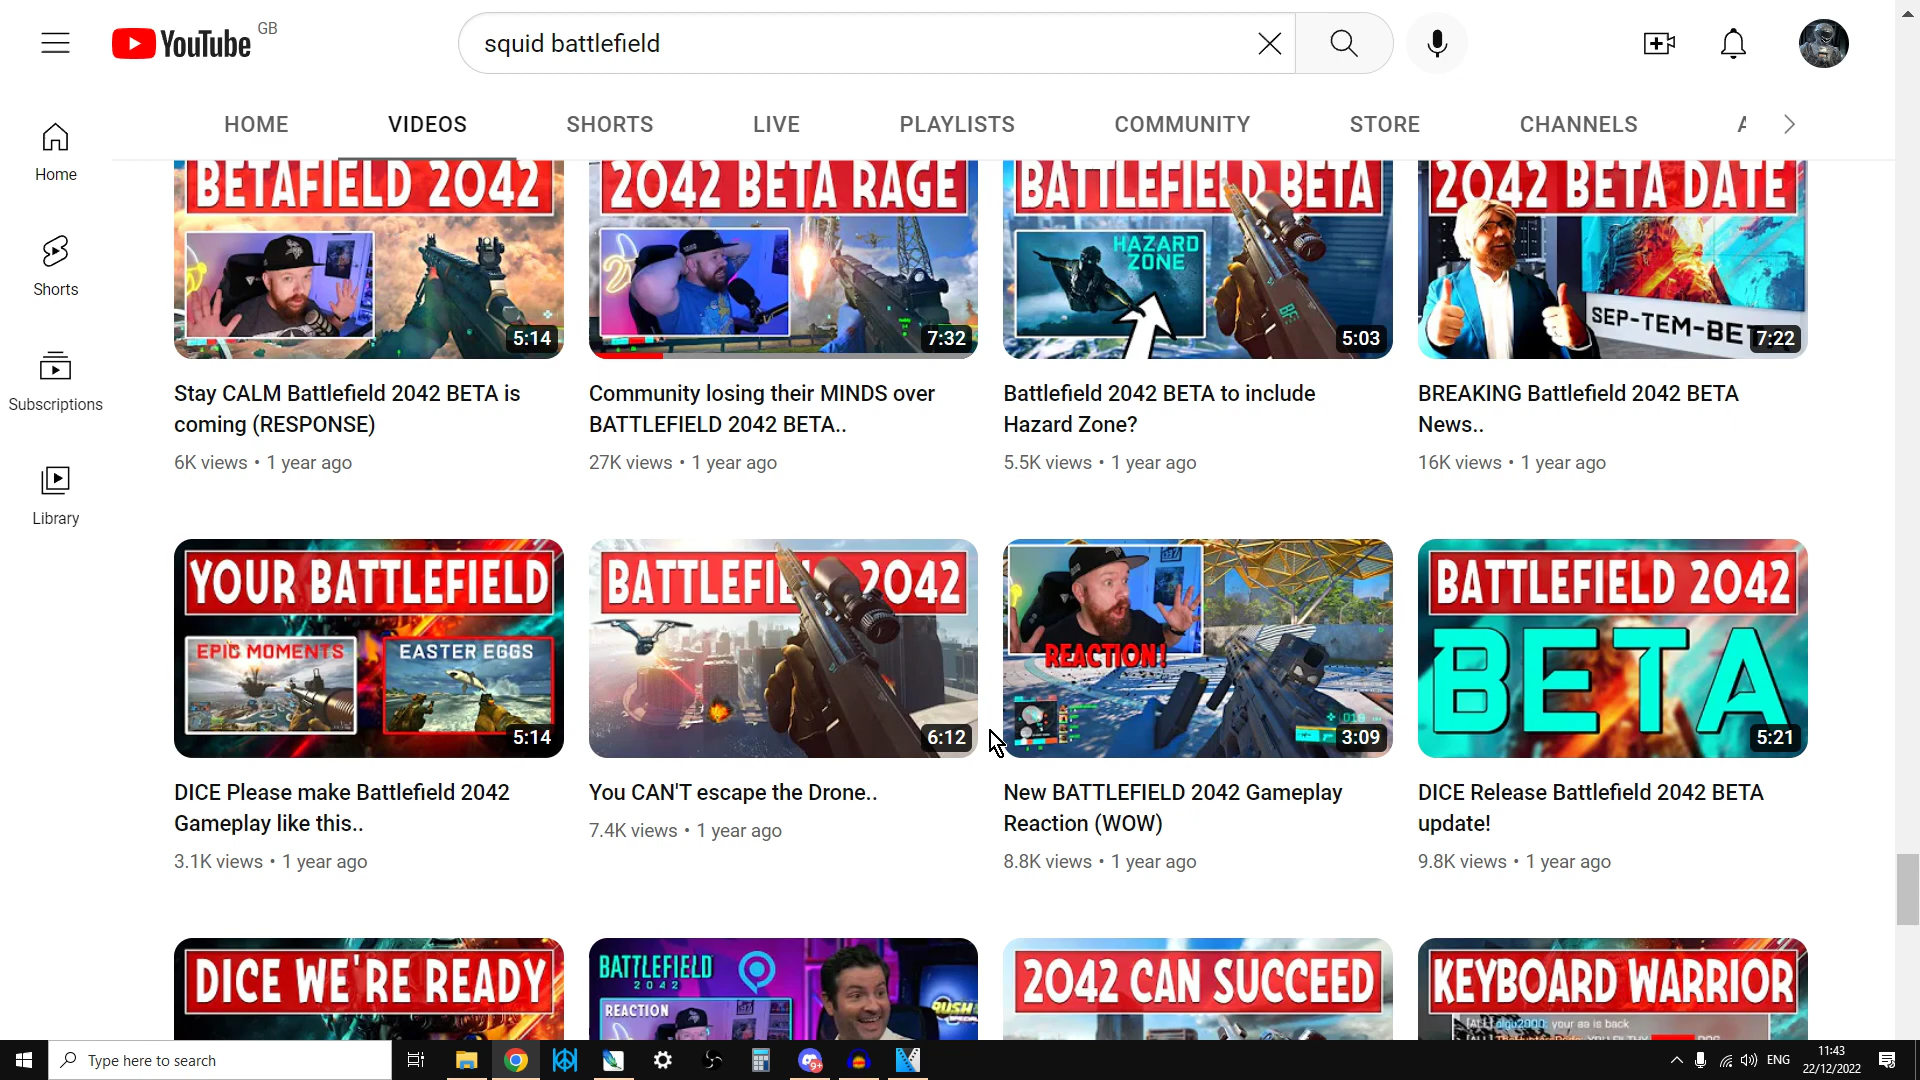 YouTube GB
squid battlefield
HOME VIDEOS SHORTS LIVE PLAYLISTS COMMUNITY STORE CHANNELS
Home
Shorts
Subscriptions
Library
BETAFIELD 2042
5:14
Stay CALM Battlefield 2042 BETA is
coming (RESPONSE)
6K views • 1 year ago
2042 BETA RAGE
7:32
Community losing their MINDS over
BATTLEFIELD 2042 BETA..
27K views • 1 year ago
BATTLEFIELD BETA
HAZARD
ZONE
5:03
Battlefield 2042 BETA to include
Hazard Zone?
5.5K views • 1 year ago
2042 BETA DATE
SEP-TEM-BE
7:22
BREAKING Battlefield 2042 BETA
News..
16K views • 1 year ago
YOUR BATTLEFIELD
EPIC MOMENTS
EASTER EGGS
5:14
DICE Please make Battlefield 2042
Gameplay like this..
3.1K views • 1 year ago
BATTLEFI 2042
6:12
You CAN'T escape the Drone..
7.4K views • 1 year ago
REACTION!
3:09
New BATTLEFIELD 2042 Gameplay
Reaction (WOW)
8.8K views • 1 year ago
BATTLEFIELD 2042
BETA
5:21
DICE Release Battlefield 2042 BETA
update!
9.8K views • 1 year ago
DICE WE'RE READY
BATTLEFIELD
2042
REACTION
RUSH
2042 CAN SUCCEED
KEYBOARD WARRIOR
your aa is back
Type here to search
9+
ENG
11:43
22/12/2022